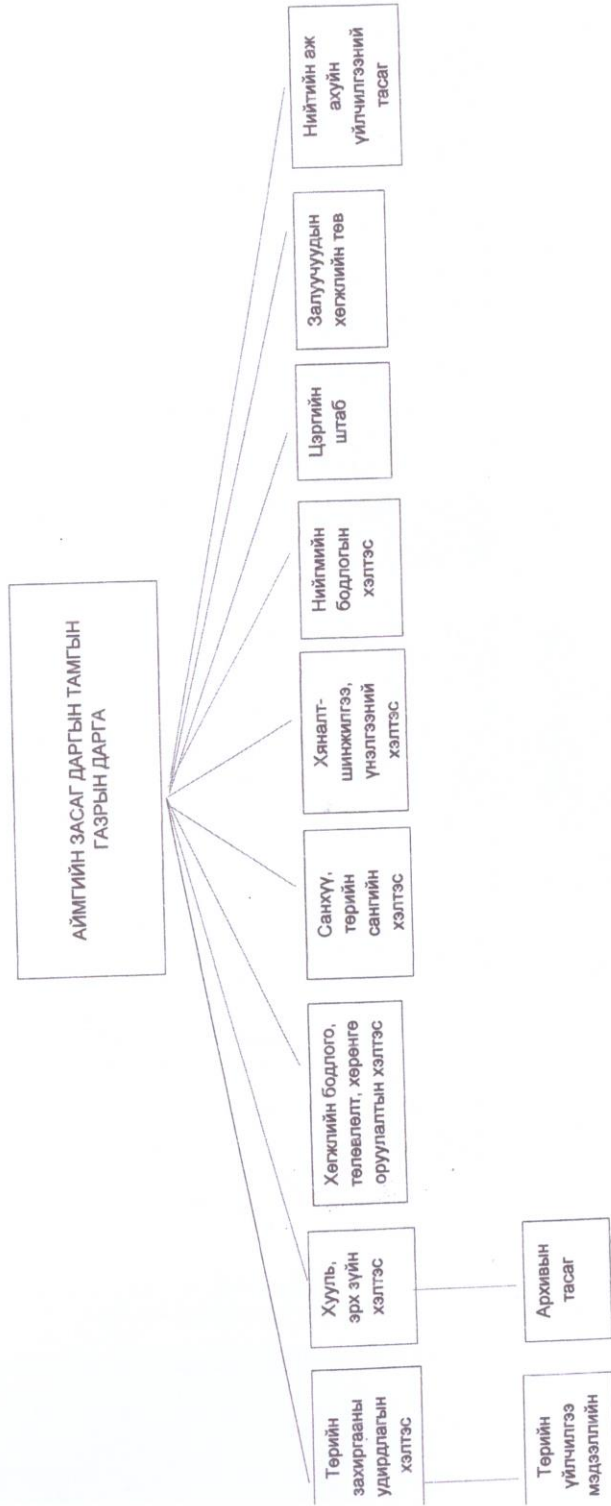 АЙМГИЙН ЗАСАГ ДАРГЫН ТАМГЫН
ГАЗРЫН ДАРГА
Төрийн
захиргааны
удирдлагын
хэлтэс
Хууль,
эрх зүйн
хэлтэс
Хөгжлийн бодлого,
төлөвлөлт, хөрөнгө
оруулалтын хэлтэс
Санхүү,
төрийн
сангийн
хэлтэс
Хяналт-
шинжилгээ,
үнэлгээний
хэлтэс
Нийгмийн
бодлогын
хэлтэс
Цэргийн
штаб
Залуучуудын
хөгжлийн төв
Нийтийн аж
ахуйн
үйлчилгээний
тасаг
Төрийн
үйлчилгээ
мэдээллийн
Архивын
тасаг